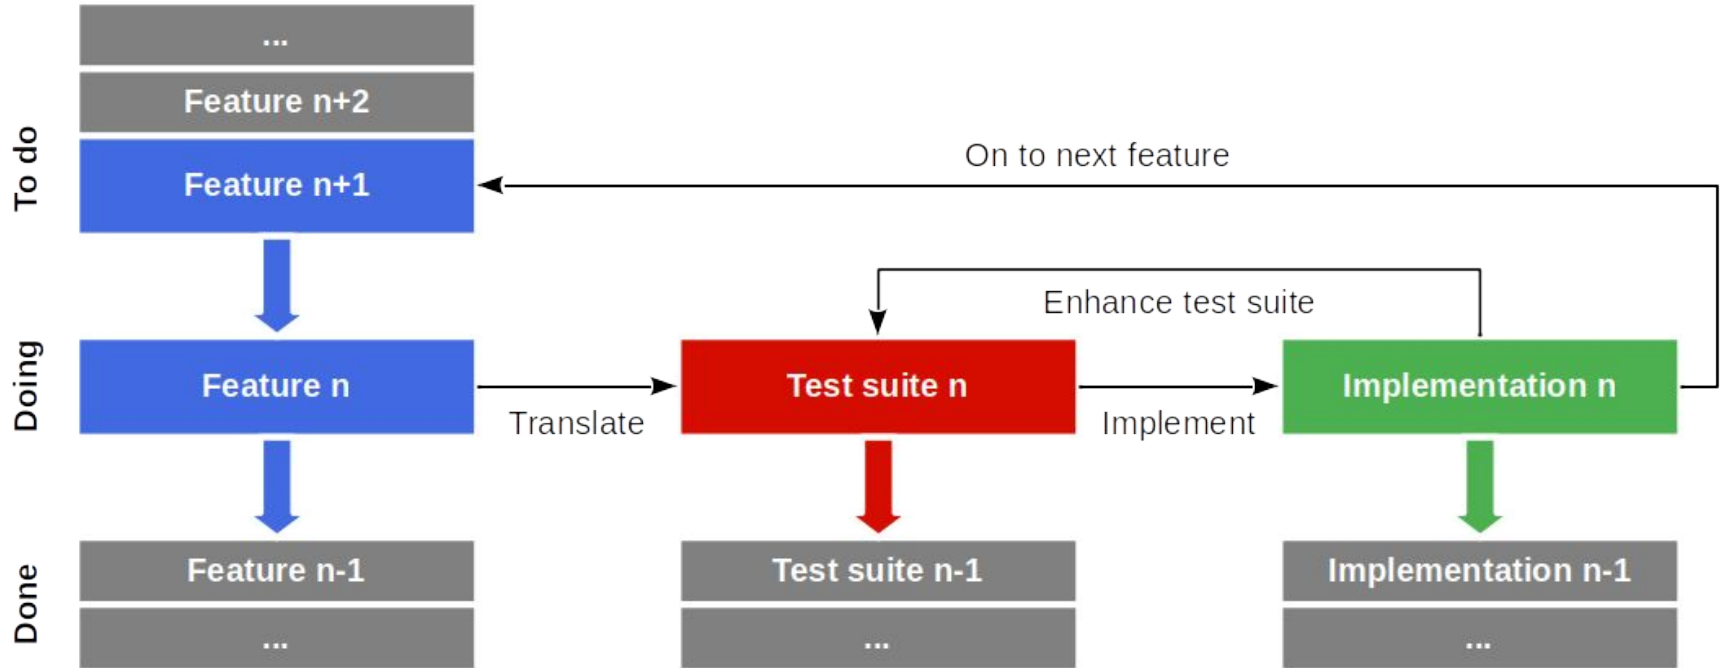 ...
Feature n+2
To do
Feature n+1
On to next feature
Enhance test suite
Doing
Feature n
Translate
Test suite n
Implement
Implementation n
Done
Feature n-1
Test suite n-1
Implementation n-1
...
...
...